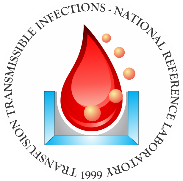 TRANSFUSION TRANSMISSIBLE INFECTIONS - NATIONAL REFERENCE LABORATORY
1999